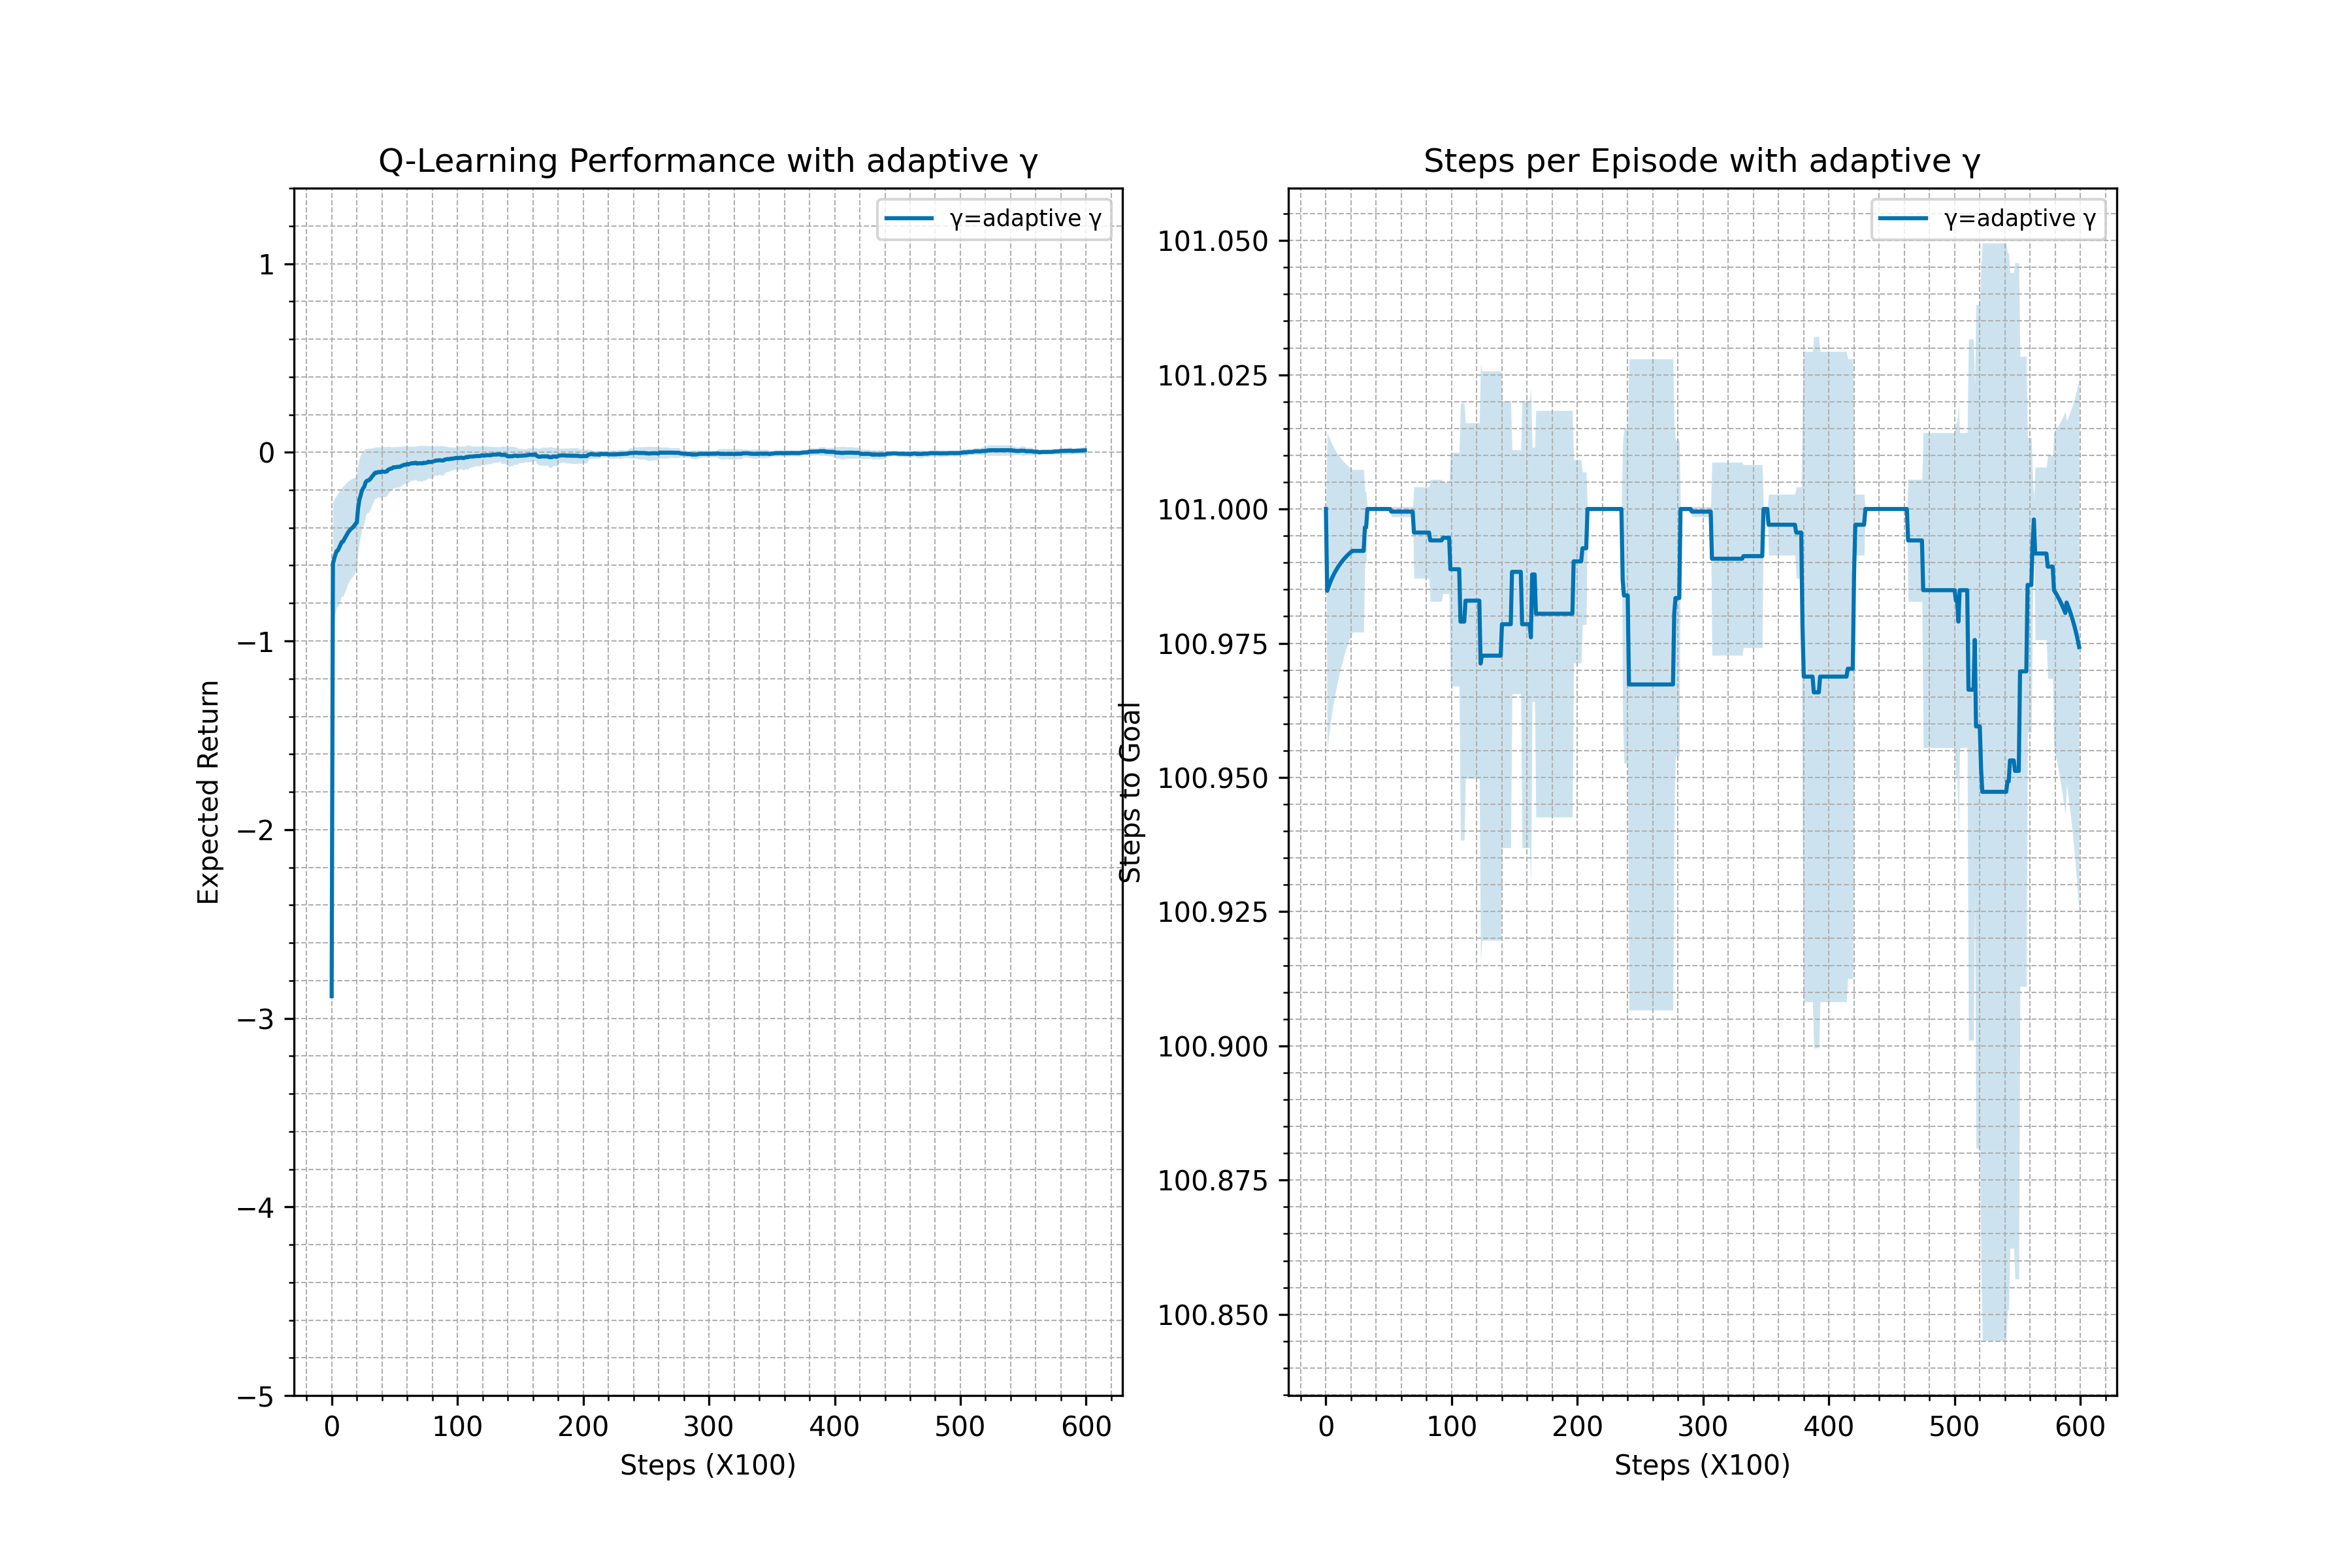 Q-Learning Performance with adaptive γ
γ=adaptive γ
1
0
−1
−2
−3
−4
−5
Expected Return
0 100 200 300 400 500 600
Steps (X100)
Steps per Episode with adaptive γ
γ=adaptive γ
101.050
101.025
101.000
100.975
100.950
100.925
100.900
100.875
100.850
Steps to Goal
0 100 200 300 400 500 600
Steps (X100)